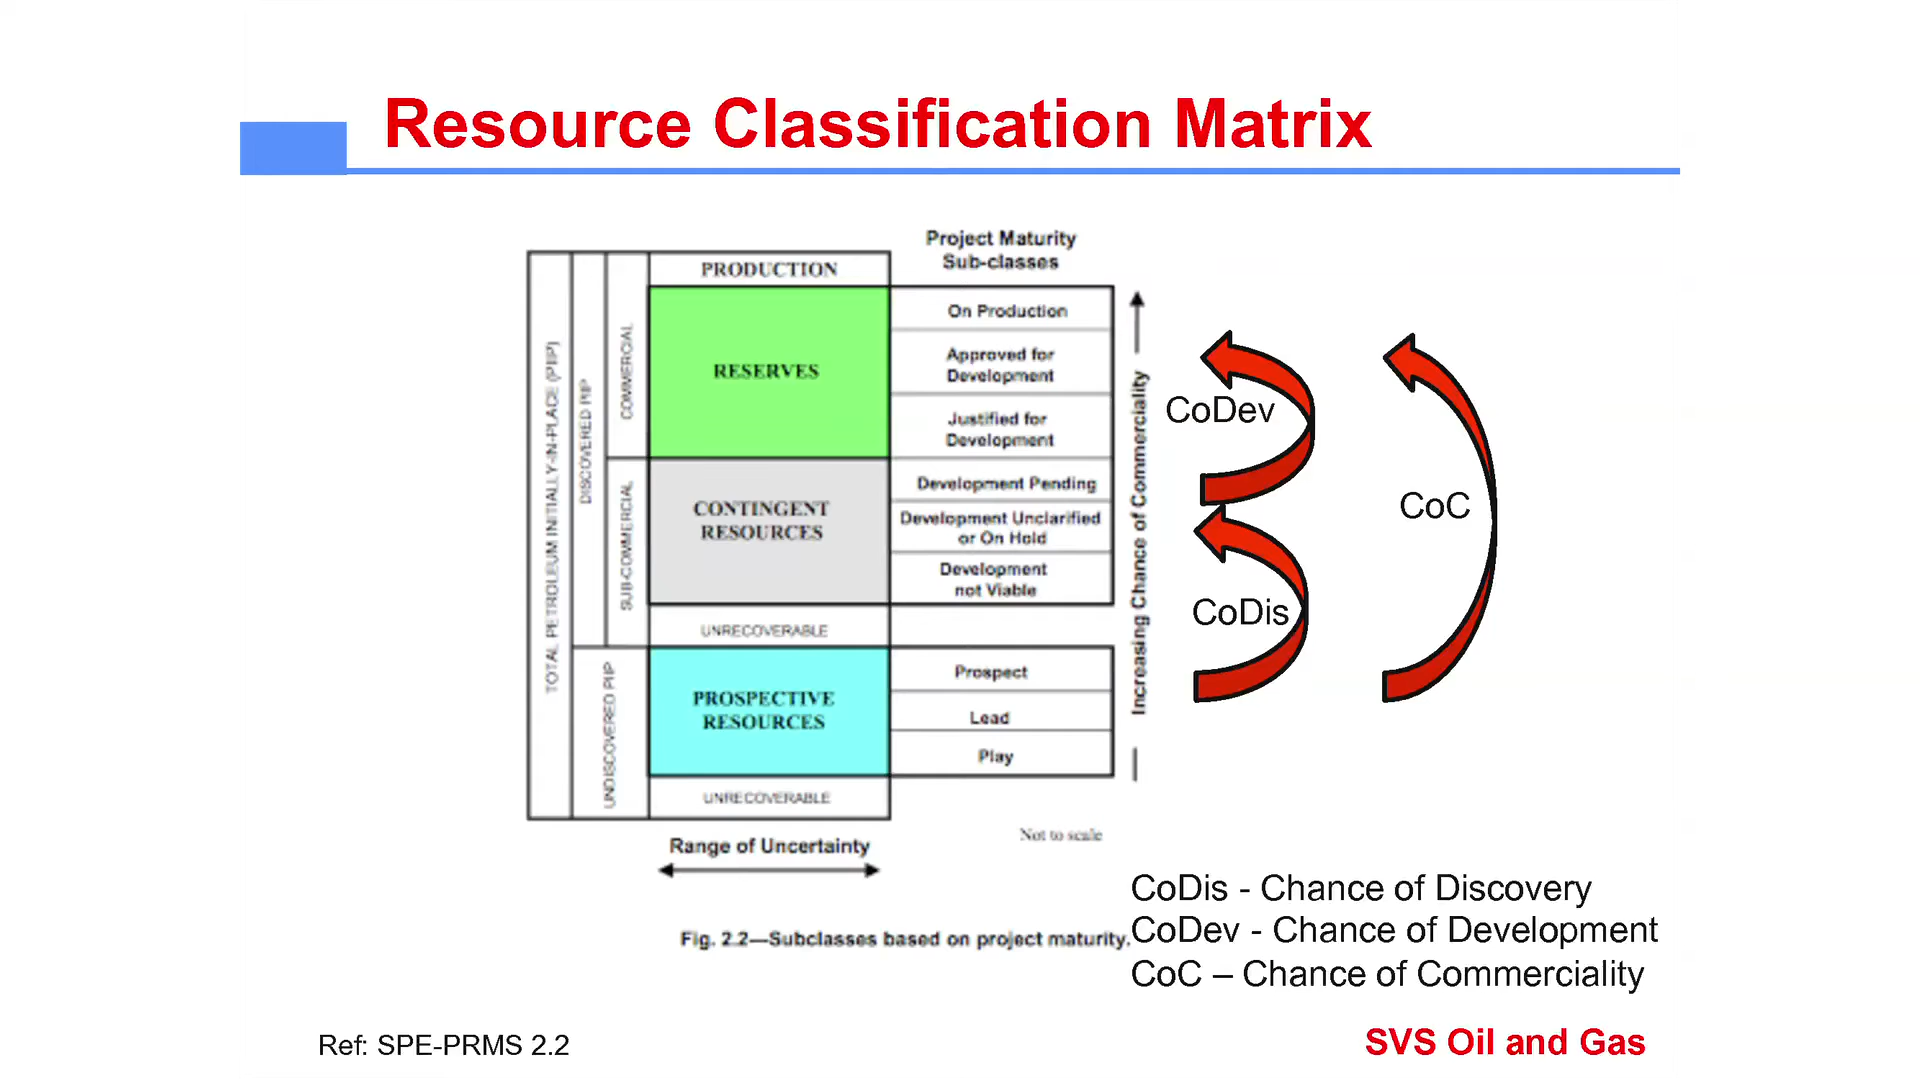 Resource Classification Matrix
Project Maturity
Sub-classes
PRODUCTION
On Production
RESERVES
Approved for
Development
Justified for
Development
CONTINGENT
RESOURCES
Development Pending
Development Unclarified
or On Hold
Development
not Viable
UNRECOVERABLE
PROSPECTIVE
RESOURCES
Prospect
Lead
Play
UNRECOVERABLE
TOTAL PETROLEUM INITIALLY-IN-PLACE (PIIP)
DISCOVERED PIIP
UNDISCOVERED PIIP
COMMERCIAL
SUB-COMMERCIAL
Increasing Chance of Commerciality
CoDev
CoDis
CoC
Range of Uncertainty
Not to scale
Fig. 2.2—Subclasses based on project maturity.
CoDis - Chance of Discovery
CoDev - Chance of Development
CoC – Chance of Commerciality
Ref: SPE-PRMS 2.2
SVS Oil and Gas